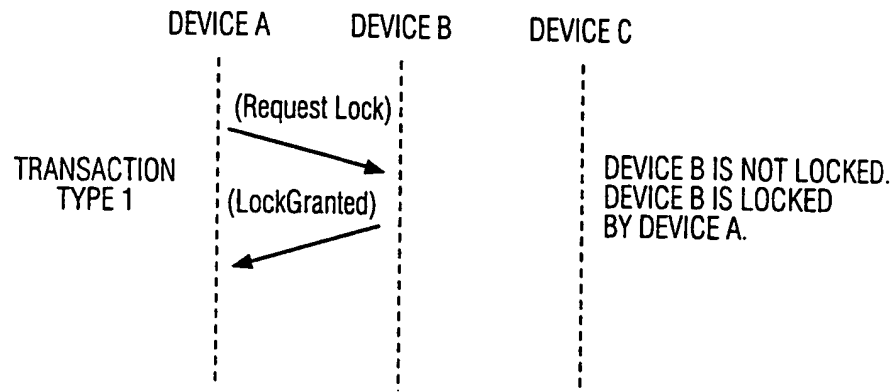 DEVICE A DEVICE B DEVICE C
(Request Lock)
TRANSACTION
TYPE 1
(LockGranted)
DEVICE B IS NOT LOCKED.
DEVICE B IS LOCKED
BY DEVICE A.